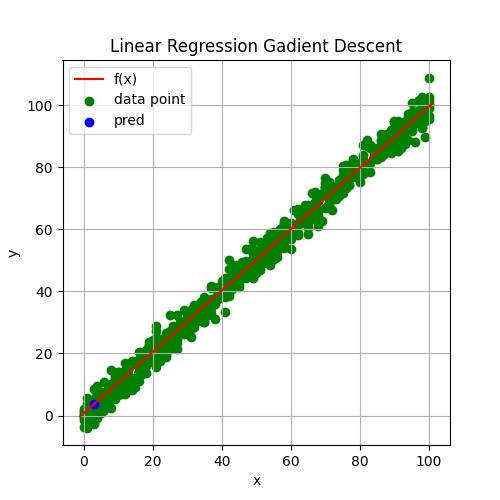 Linear Regression Gadient Descent
f(x)
data point
pred
100
80
60
40
20
0
y
0 20 40 60 80 100
x